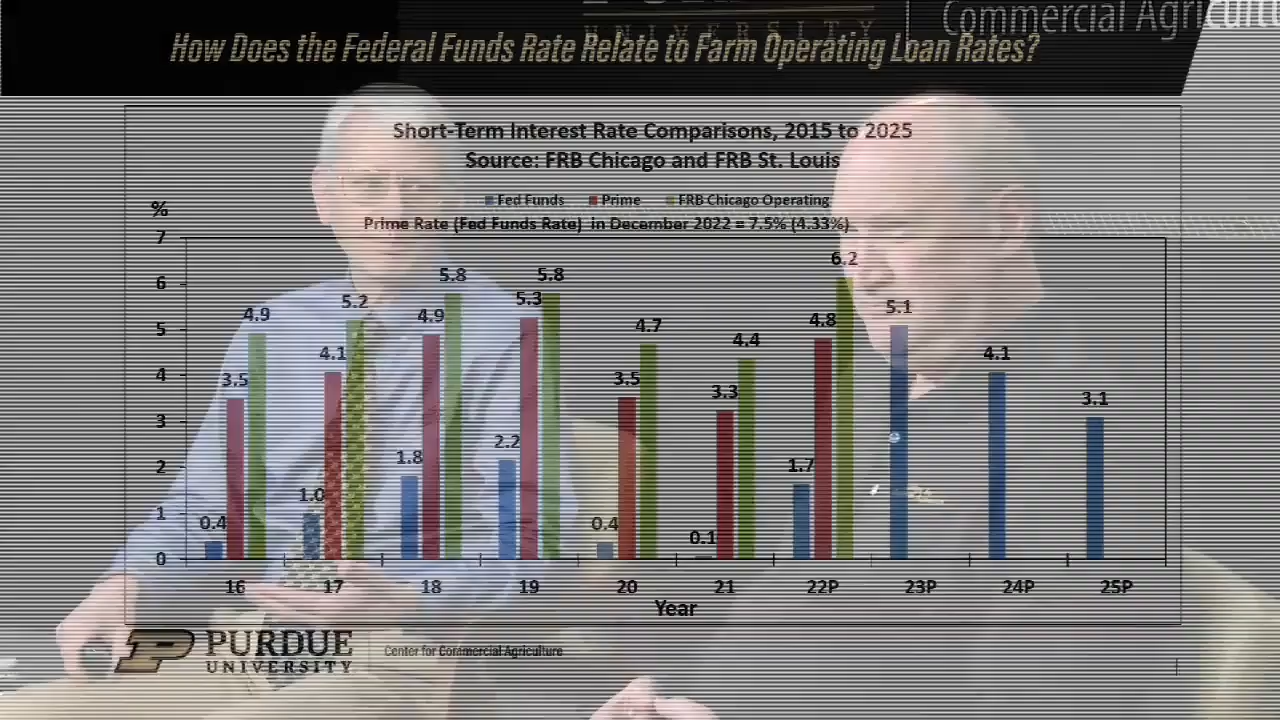 UNIVERSITY
Commercial Agricultu
How Does the Federal Funds Rate Relate to Farm Operating Loan Rates?
Short-Term Interest Rate Comparisons, 2015 to 2025
Source: FRB Chicago and FRB St. Louis
Fed Funds Prime FRB Chicago Operating
%
Prime Rate (Fed Funds Rate) in December 2022 = 7.5% (4.33%)
7
6
5
4
3
2
1
0
0.4 3.5 4.9
1.0 4.1 5.2
1.8 4.9 5.8
2.2 5.3 5.8
0.4 3.5 4.7
0.1 3.3 4.4
1.7 4.8 6.2
5.1
4.1
3.1
16 17 18 19 20 21 22P 23P 24P 25P
Year
PURDUE
UNIVERSITY
Center for Commercial Agriculture